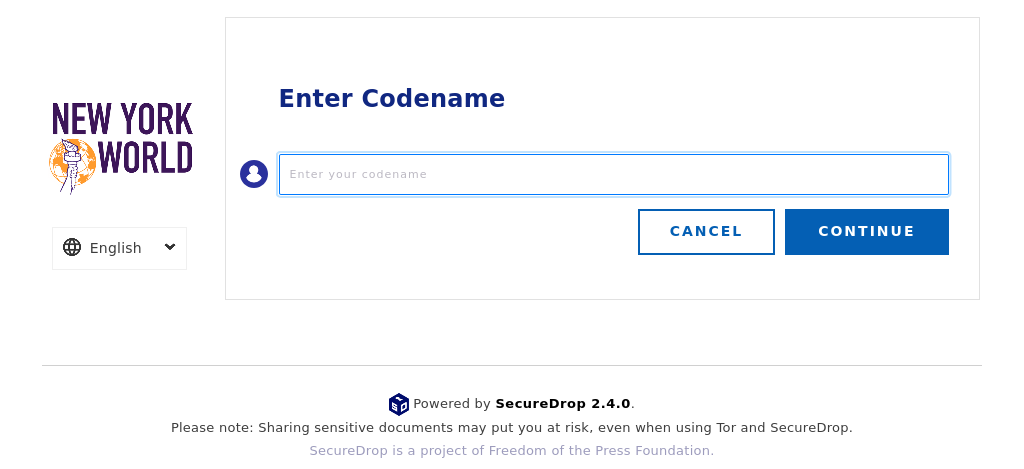 NEW YORK
WORLD
English
Enter Codename
Enter your codename
CANCEL
CONTINUE
Powered by SecureDrop 2.4.0.
Please note: Sharing sensitive documents may put you at risk, even when using Tor and SecureDrop.
SecureDrop is a project of Freedom of the Press Foundation.